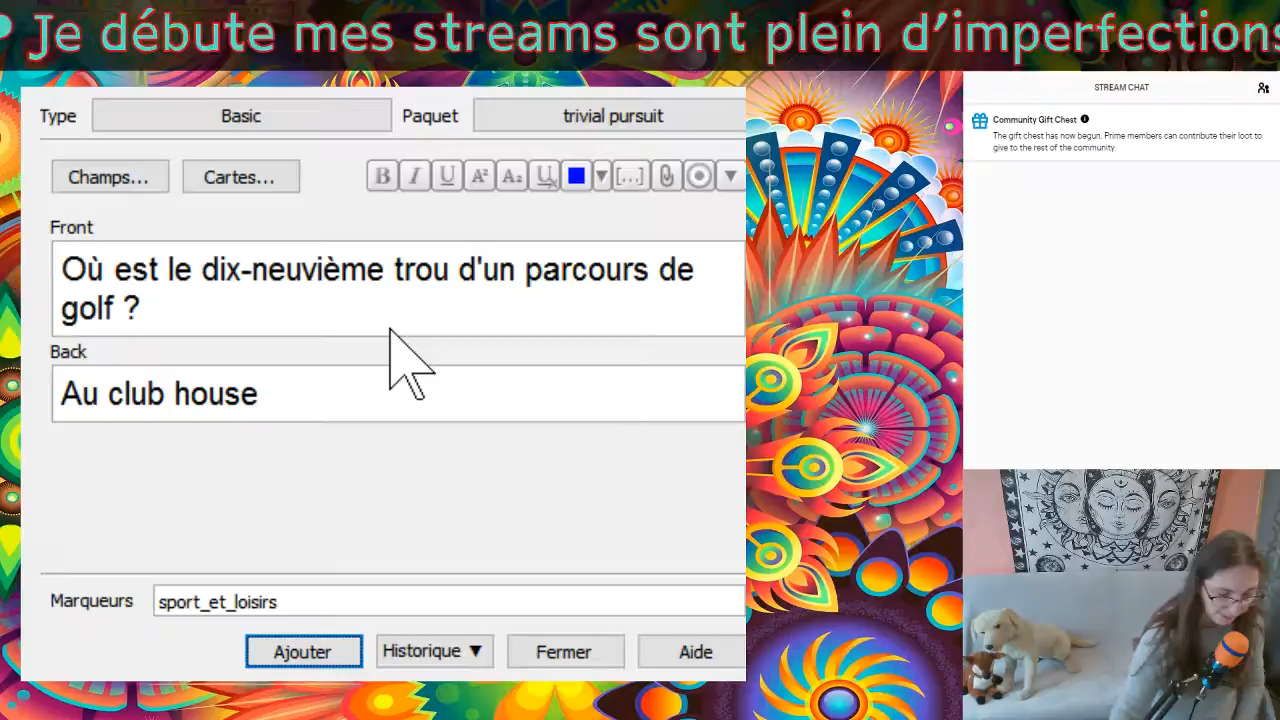 Je débute mes streams sont plein d’imperfections
Type Basic Paquet trivial pursuit
Champs... Cartes... B I U A² A₂ U [...]
Front
Où est le dix-neuvième trou d'un parcours de
golf ?
Back
Au club house
Marqueurs sport_et_loisirs
Ajouter Historique ▼ Fermer Aide
STREAM CHAT
Community Gift Chest
The gift chest has now begun. Prime members can contribute their loot to
give to the rest of the community.